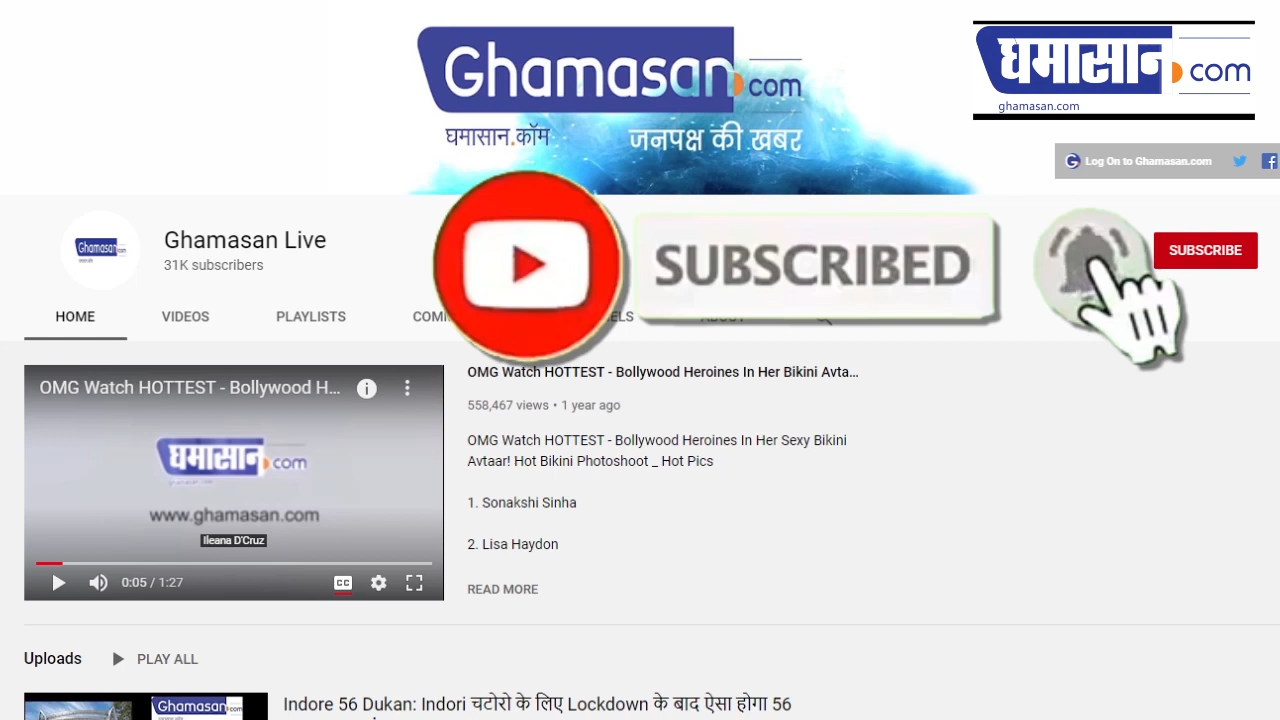 Ghamasan.com
घमासान.कॉम
जनपक्ष की खबर
घमासान.com
ghamasan.com
Log On to Ghamasan.com
Ghamasan
Ghamasan Live
31K subscribers
SUBSCRIBED
SUBSCRIBE
HOME
VIDEOS
PLAYLISTS
OMG Watch HOTTEST - Bollywood H...
घमासान.com
www.ghamasan.com
Ileana D'Cruz
0:05 / 1:27
CC
OMG Watch HOTTEST - Bollywood Heroines In Her Bikini Avta...
558,467 views • 1 year ago
OMG Watch HOTTEST - Bollywood Heroines In Her Sexy Bikini
Avtaar! Hot Bikini Photoshoot _ Hot Pics
1. Sonakshi Sinha
2. Lisa Haydon
READ MORE
Uploads
PLAY ALL
Ghamasan.com
Indore 56 Dukan: Indori चटोरो के लिए Lockdown के बाद ऐसा होगा 56